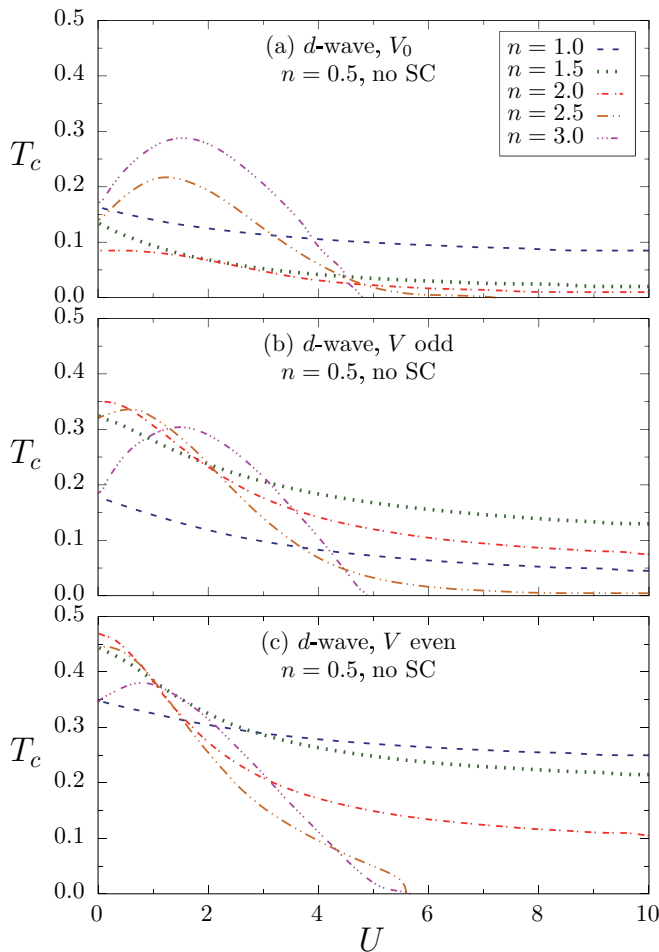 (a) d-wave, V₀
n = 0.5, no SC
n = 1.0
n = 1.5
n = 2.0
n = 2.5
n = 3.0
T_c
0.5
0.4
0.3
0.2
0.1
0.0
(b) d-wave, V odd
n = 0.5, no SC
T_c
0.5
0.4
0.3
0.2
0.1
0.0
(c) d-wave, V even
n = 0.5, no SC
T_c
0.5
0.4
0.3
0.2
0.1
0.0
0 2 4 6 8 10
U